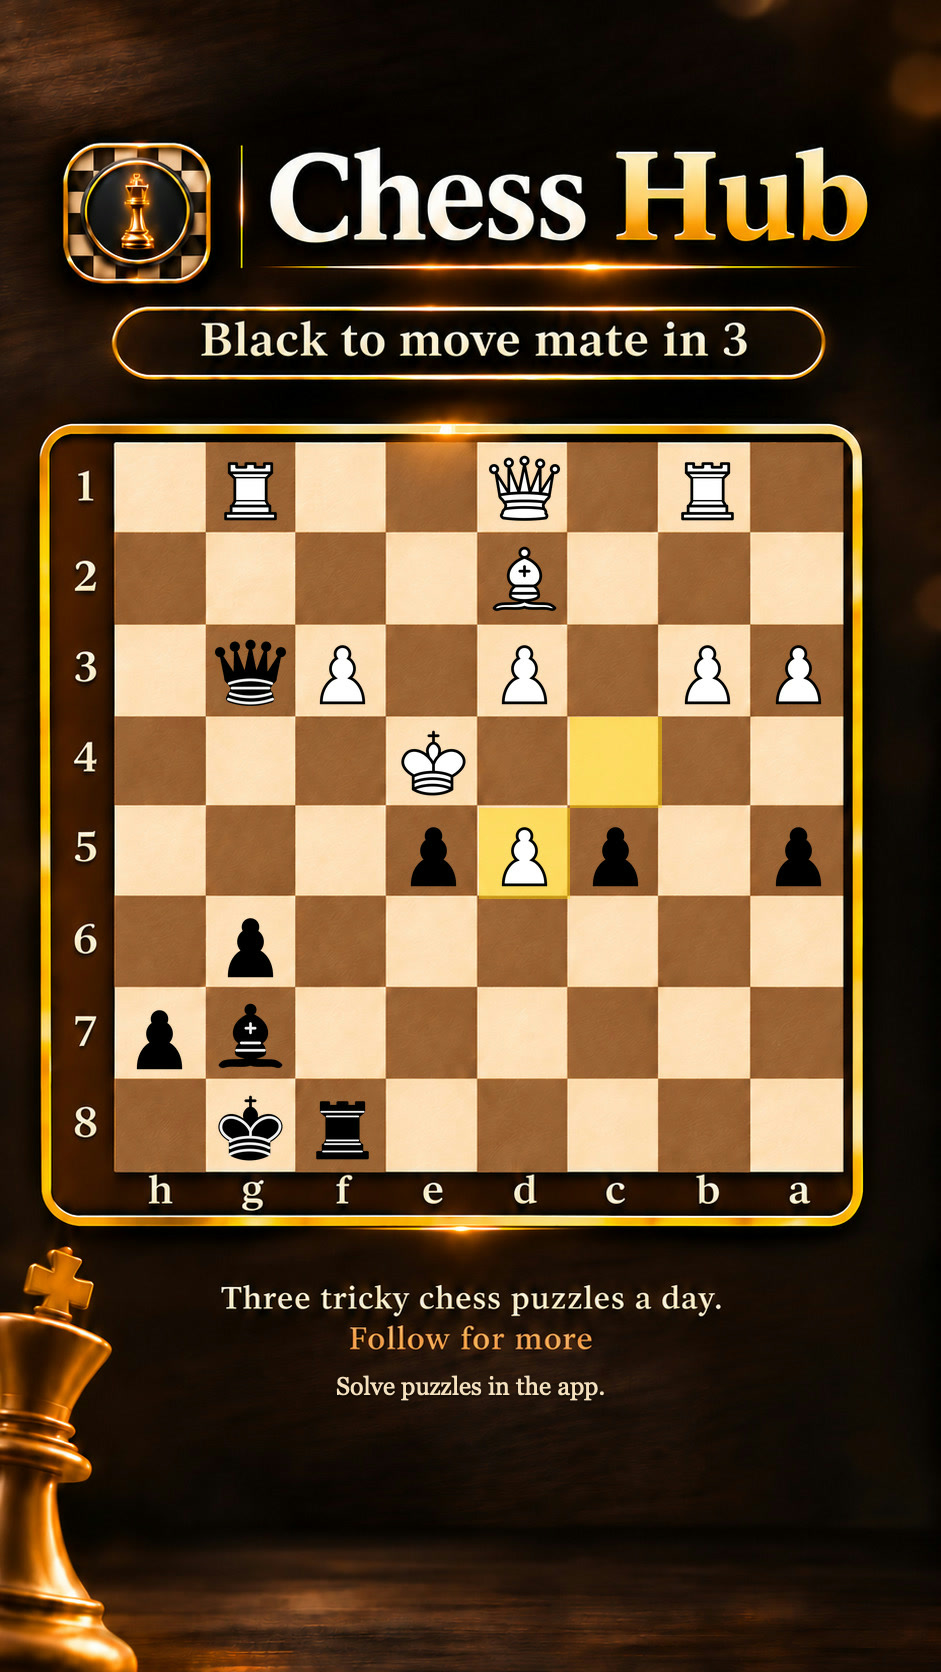 Chess Hub
Black to move mate in 3
1
2
3
4
5
6
7
8
h g f e d c b a
Three tricky chess puzzles a day.
Follow for more
Solve puzzles in the app.